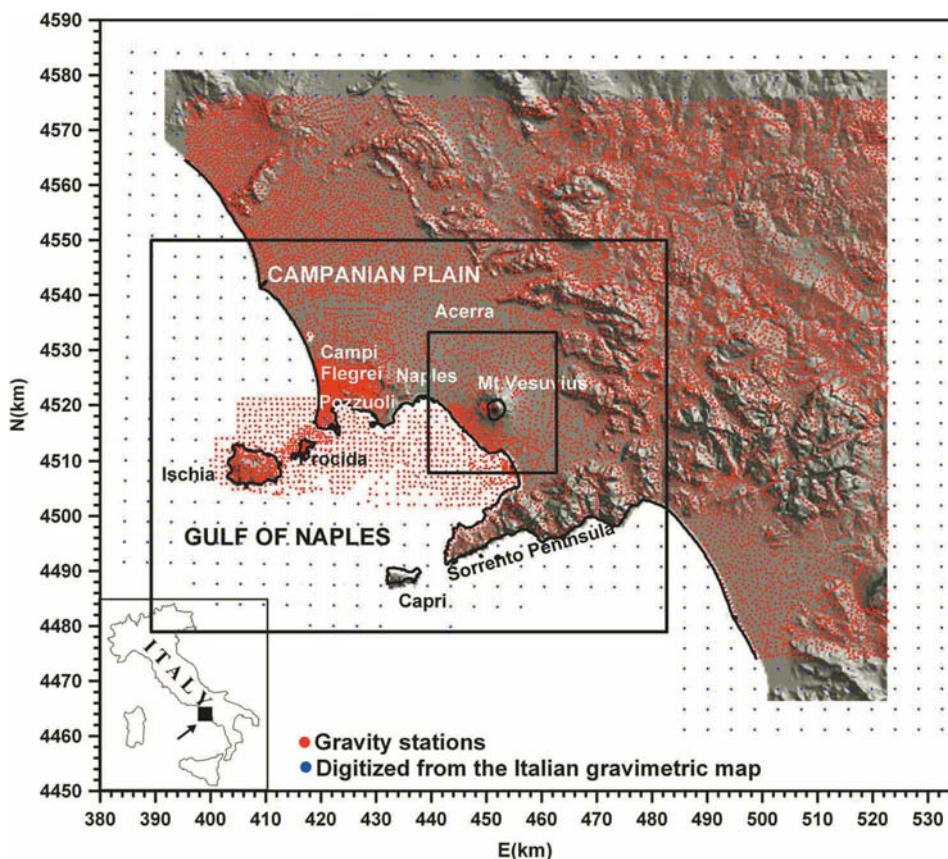 4590
4580
4570
4560
4550
4540
4530
4520
4510
4500
4490
4480
4470
4460
4450
N(km)
CAMPANIAN PLAIN
Acerra
Campi
Flegrei
Naples
Mt Vesuvius
Pozzuoli
Procida
Ischia
GULF OF NAPLES
Sorrento Peninsula
Capri
ITALY
Gravity stations
Digitized from the Italian gravimetric map
380 390 400 410 420 430 440 450 460 470 480 490 500 510 520 530
E(km)